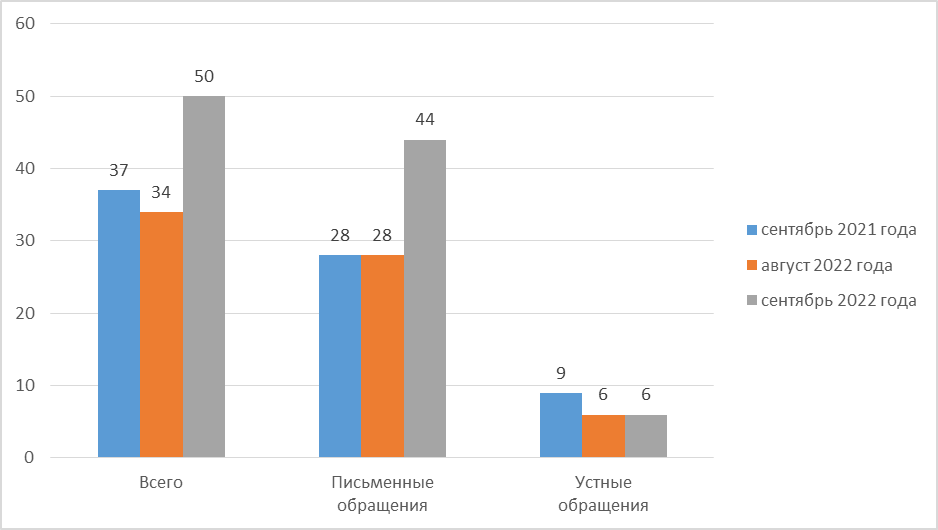 60
50
40
30
20
10
0
50
37
34
44
28
28
9
6
6
Всего
Письменные
обращения
Устные
обращения
сентябрь 2021 года
август 2022 года
сентябрь 2022 года